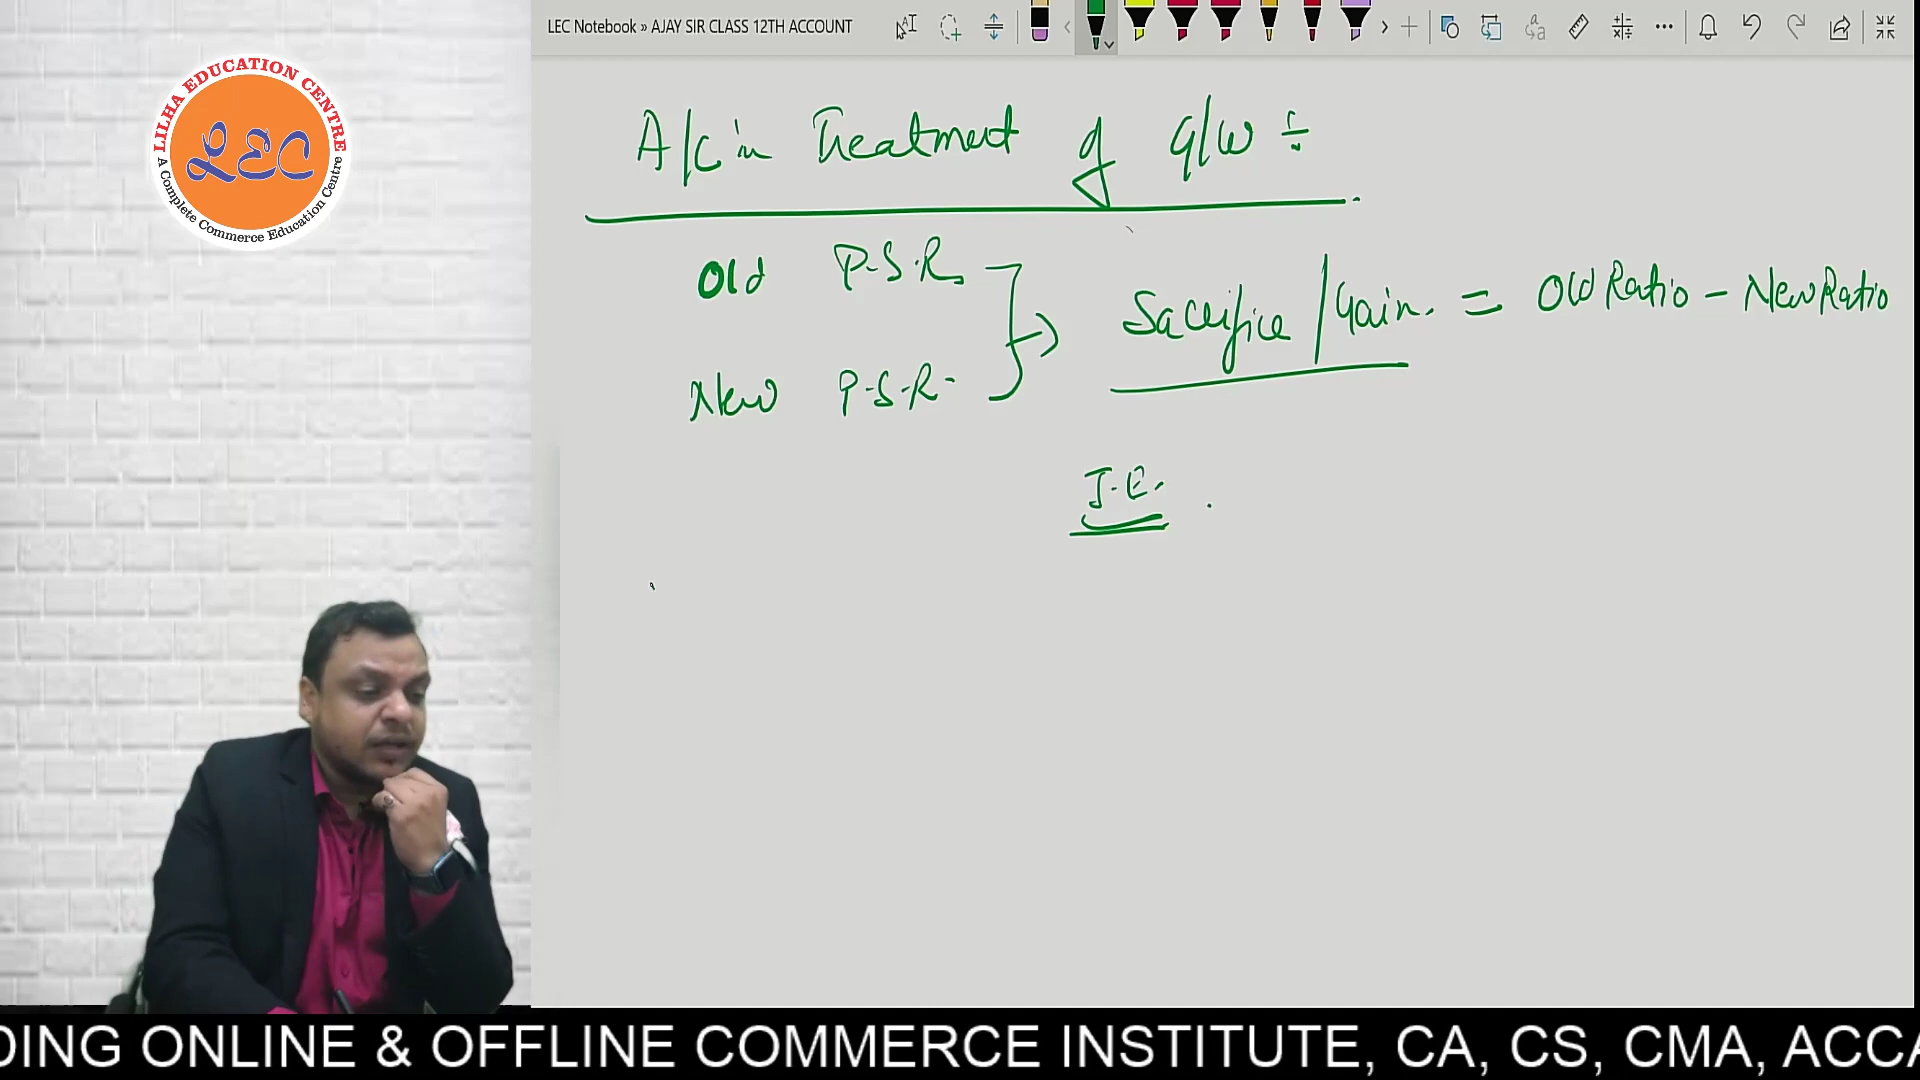 LEC Notebook » AJAY SIR CLASS 12TH ACCOUNT
LILHA EDUCATION CENTRE
LEC
A Complete Commerce Education Centre
A/c'in Treatment of G/W ÷
Old P.S.R.
Sacrifice / Gain. = Old Ratio - New Ratio
New P.S.R.
J.E.
DING ONLINE & OFFLINE COMMERCE INSTITUTE, CA, CS, CMA, ACCA